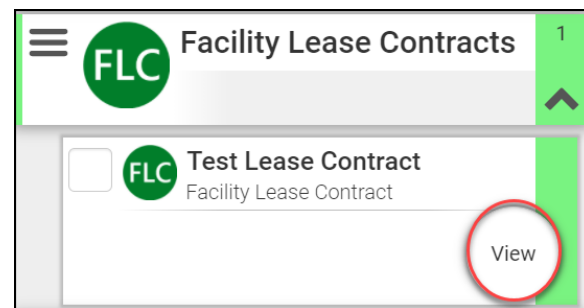 FLC
Facility Lease Contracts
1
FLC
Test Lease Contract
Facility Lease Contract
View